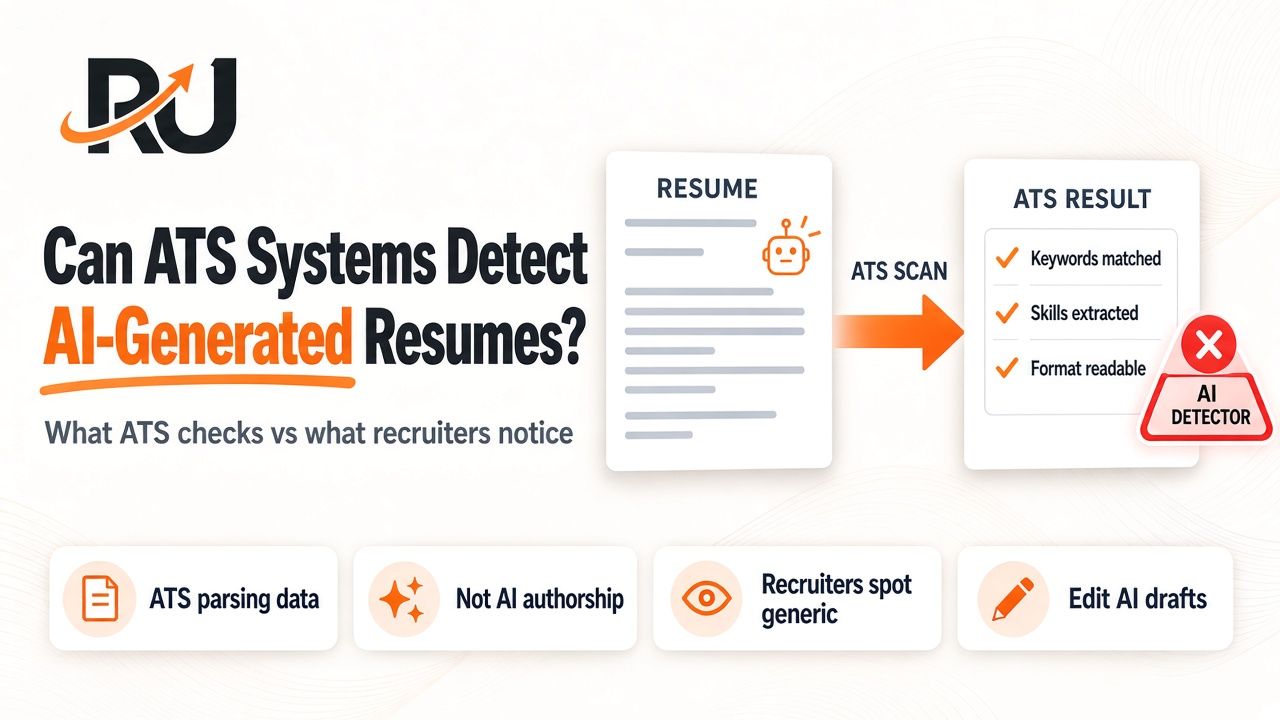 RU
Can ATS Systems Detect
AI-Generated Resumes?
What ATS checks vs what recruiters notice
RESUME
ATS SCAN
ATS RESULT
Keywords matched
Skills extracted
Format readable
AI
DETECTOR
ATS parsing data
Not AI authorship
Recruiters spot
generic
Edit AI drafts